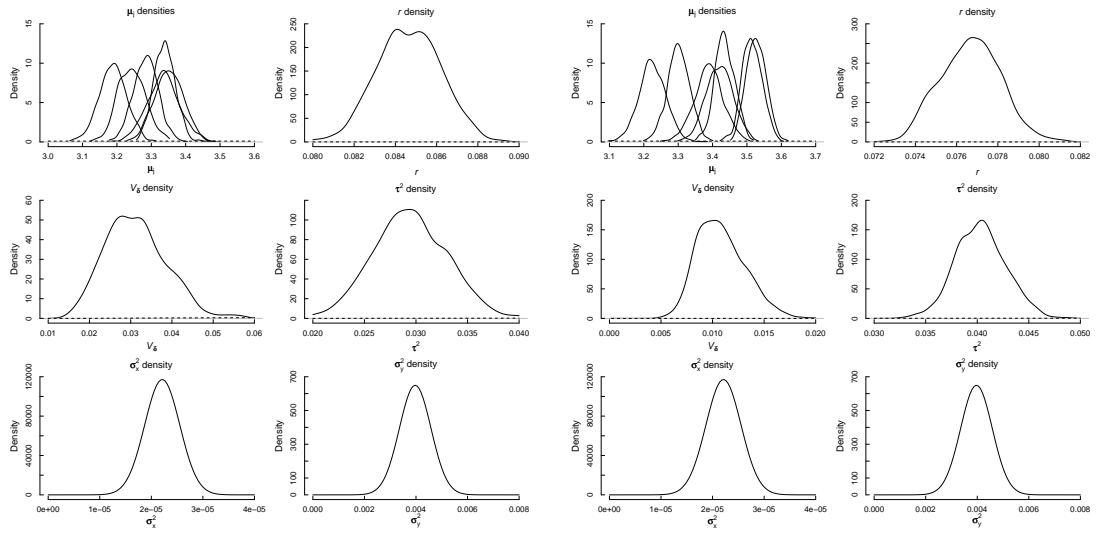 μi densities
Density
0 5 10 15
3.0 3.1 3.2 3.3 3.4 3.5 3.6
μi
r density
Density
0 50 100 150 200 250
0.080 0.082 0.084 0.086 0.088 0.090
r
μi densities
Density
0 5 10 15
3.1 3.2 3.3 3.4 3.5 3.6 3.7
μi
r density
Density
0 50 150 200 300
0.072 0.074 0.076 0.078 0.080 0.082
r
Vδ density
Density
0 10 20 30 40 50 60
0.01 0.02 0.03 0.04 0.05 0.06
Vδ
τ² density
Density
0 20 40 60 80 100
0.020 0.025 0.030 0.035 0.040
τ²
Vδ density
Density
0 50 100 150 200
0.000 0.005 0.010 0.015 0.020
Vδ
τ² density
Density
0 50 100 150 200
0.030 0.035 0.040 0.045 0.050
τ²
σx² density
Density
0 40000 80000 120000
0e+00 1e-05 2e-05 3e-05 4e-05
σx²
σy² density
Density
0 100 300 500 700
0.000 0.002 0.004 0.006 0.008
σy²
σx² density
Density
0 40000 80000 120000
0e+00 1e-05 2e-05 3e-05 4e-05
σx²
σy² density
Density
0 100 300 500 700
0.000 0.002 0.004 0.006 0.008
σy²